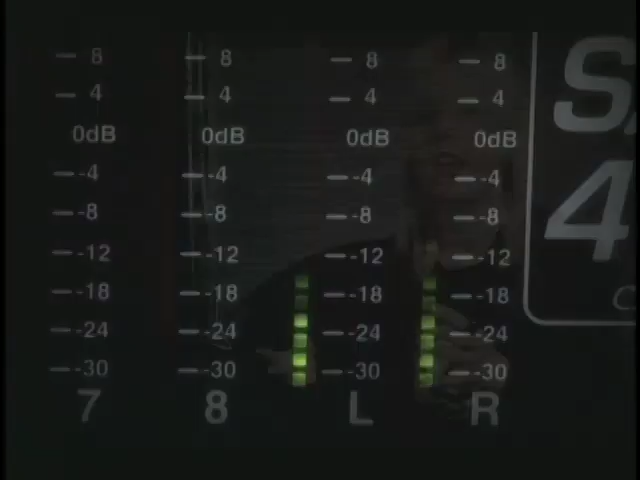 8 8 8 8
4 4 4 4
0dB 0dB 0dB 0dB
-4 -4 -4 -4
-8 -8 -8 -8
-12 -12 -12 -12
-18 -18 -18 -18
-24 -24 -24 -24
-30 -30 -30 -30
7 8 L R
S
4